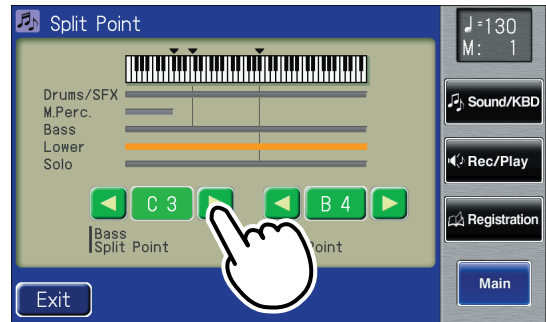 Split Point
♩=130
M: 1
Drums/SFX
M.Perc.
Bass
Lower
Solo
C 3
B 4
Bass
Split Point
oint
Sound/KBD
Rec/Play
Registration
Main
Exit